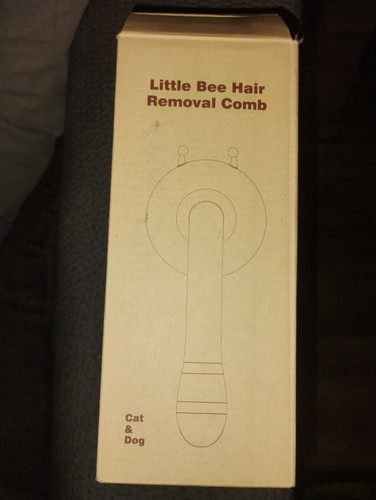 Little Bee Hair
Removal Comb
Cat
&
Dog